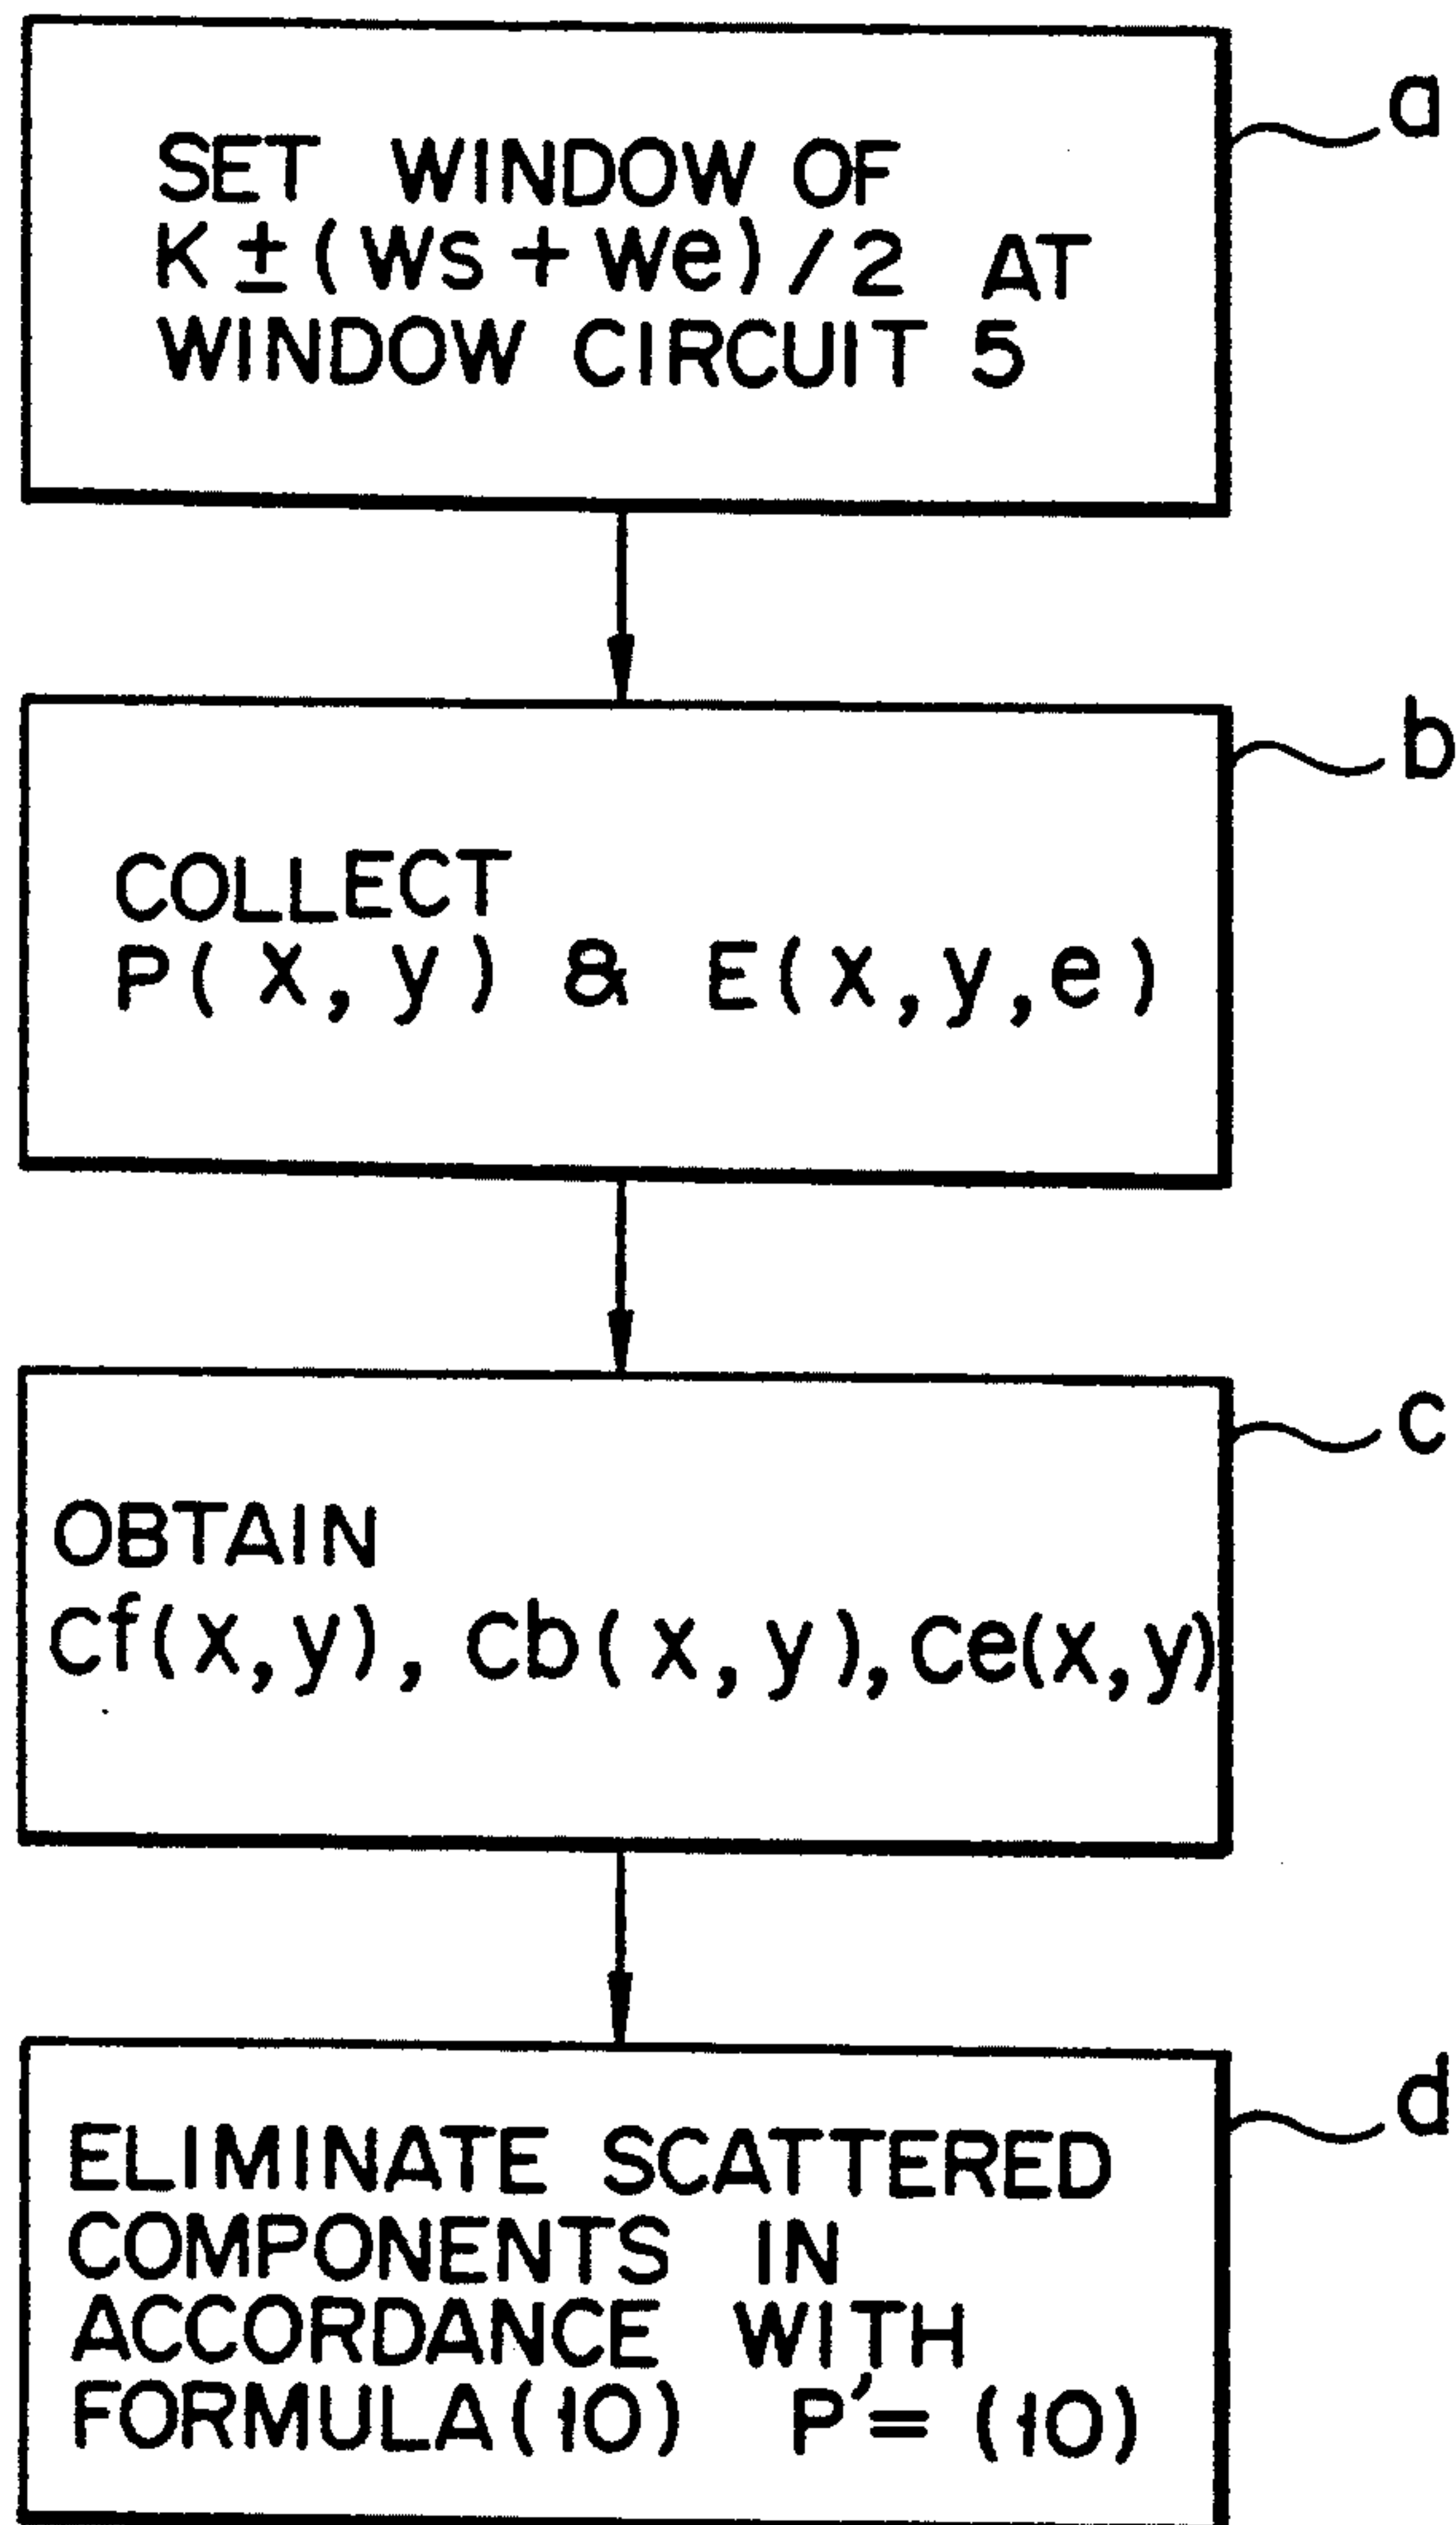 SET WINDOW OF
K ± (Ws + We) / 2 AT
WINDOW CIRCUIT 5
a
COLLECT
P(x, y) & E(x, y, e)
b
OBTAIN
Cf(x, y), Cb(x, y), Ce(x, y)
c
ELIMINATE SCATTERED
COMPONENTS IN
ACCORDANCE WITH
FORMULA (10) P' = (10)
d